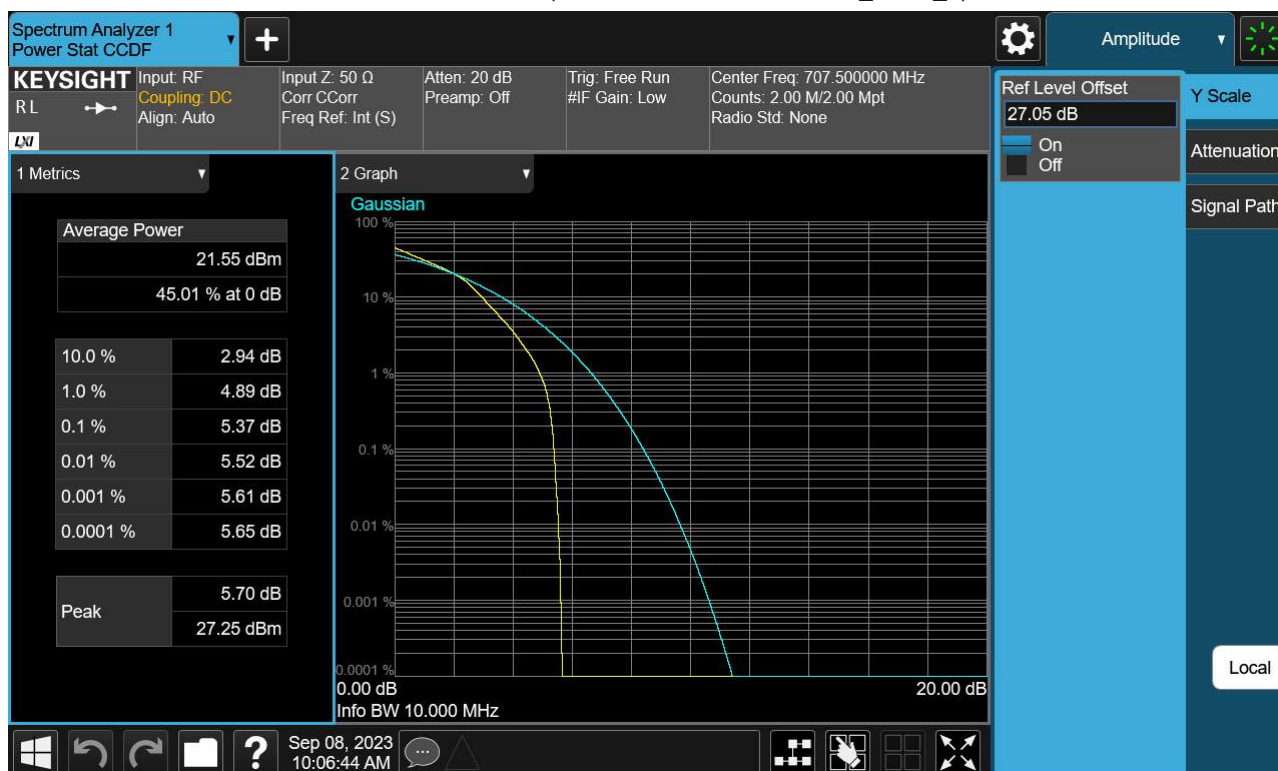 Spectrum Analyzer 1
Power Stat CCDF
Amplitude
KEYSIGHT
R L
LXI
Input: RF
Coupling: DC
Align: Auto
Input Z: 50 Ω
Corr CCorr
Freq Ref: Int (S)
Atten: 20 dB
Preamp: Off
Trig: Free Run
#IF Gain: Low
Center Freq: 707.500000 MHz
Counts: 2.00 M/2.00 Mpt
Radio Std: None
Ref Level Offset
27.05 dB
On
Off
Y Scale
Attenuation
Signal Path
Local
1 Metrics
Average Power
21.55 dBm
45.01 % at 0 dB
10.0 % 2.94 dB
1.0 % 4.89 dB
0.1 % 5.37 dB
0.01 % 5.52 dB
0.001 % 5.61 dB
0.0001 % 5.65 dB
Peak
5.70 dB
27.25 dBm
2 Graph
Gaussian
100 %
10 %
1 %
0.1 %
0.01 %
0.001 %
0.0001 %
0.00 dB 20.00 dB
Info BW 10.000 MHz
?
Sep 08, 2023
10:06:44 AM